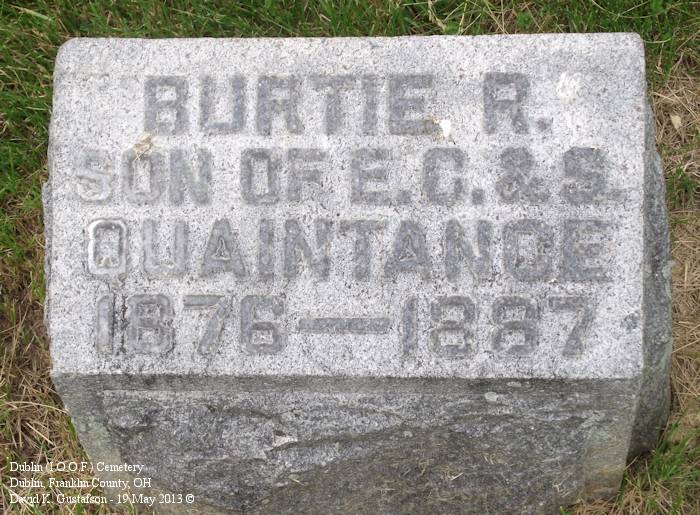 BURTIE R.
SON OF E. C. & S.
QUAINTANCE
1876—1887
Dublin (I.O.O.F.) Cemetery
Dublin, Franklin County, OH
David K. Gustafson - 19 May 2013 ©